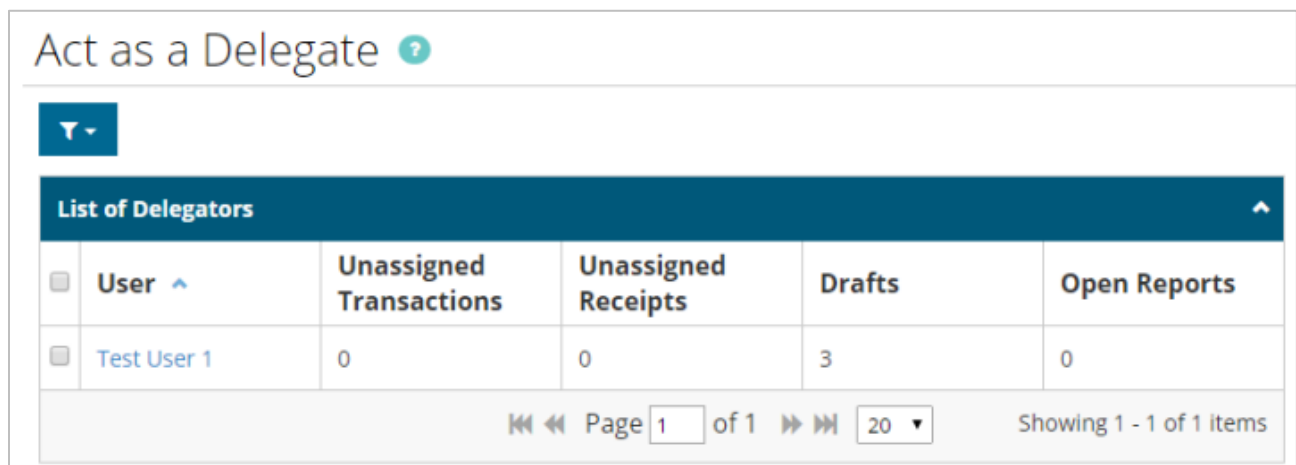 Act as a Delegate ?
List of Delegators
User Unassigned Transactions Unassigned Receipts Drafts Open Reports
Test User 1 0 0 3 0
Page 1 of 1 20 Showing 1 - 1 of 1 items